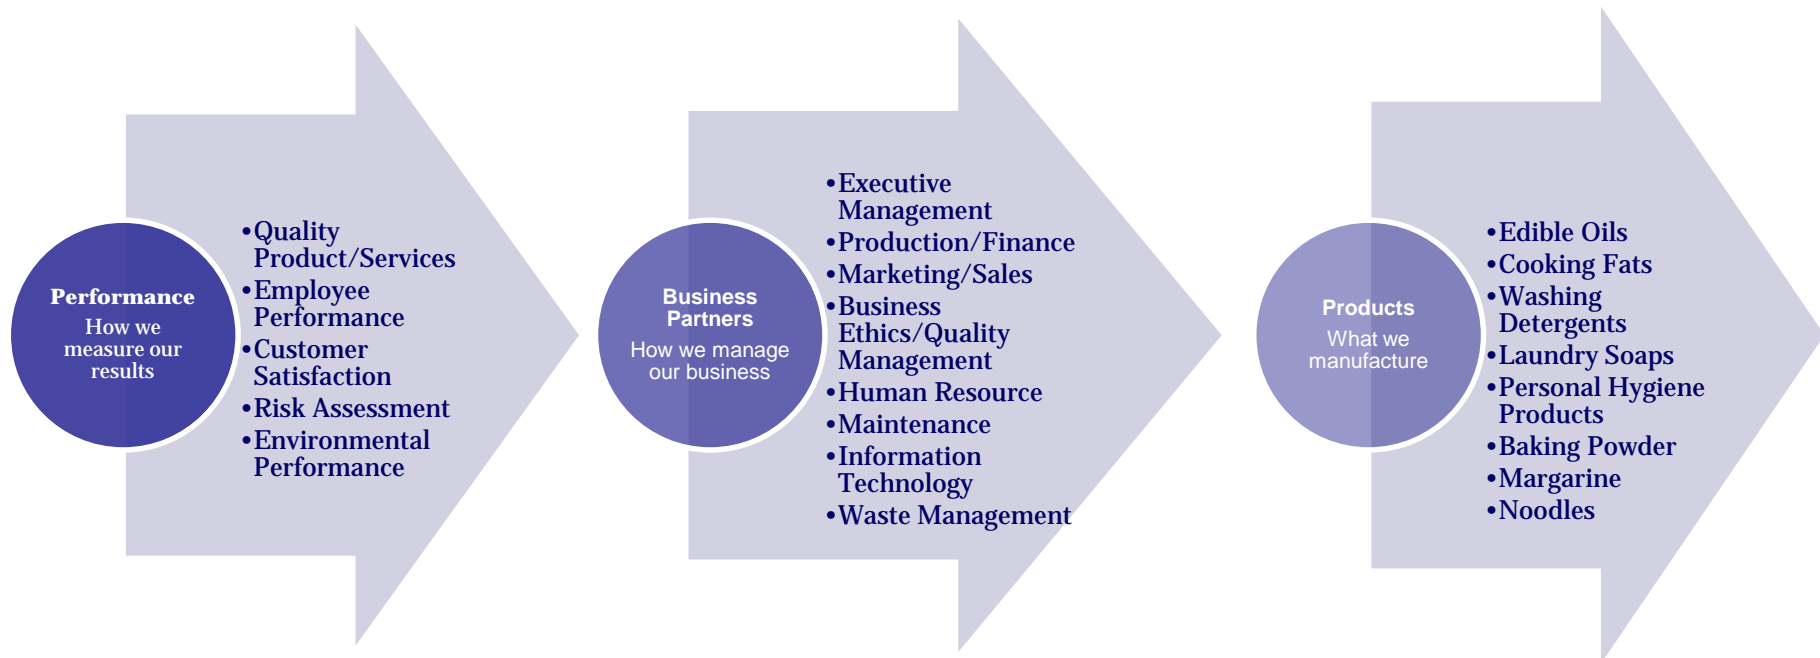 Performance
How we
measure our
results
•Quality
Product/Services
•Employee
Performance
•Customer
Satisfaction
•Risk Assessment
•Environmental
Performance
Business
Partners
How we manage
our business
•Executive
Management
•Production/Finance
•Marketing/Sales
•Business
Ethics/Quality
Management
•Human Resource
•Maintenance
•Information
Technology
•Waste Management
Products
What we
manufacture
•Edible Oils
•Cooking Fats
•Washing
Detergents
•Laundry Soaps
•Personal Hygiene
Products
•Baking Powder
•Margarine
•Noodles